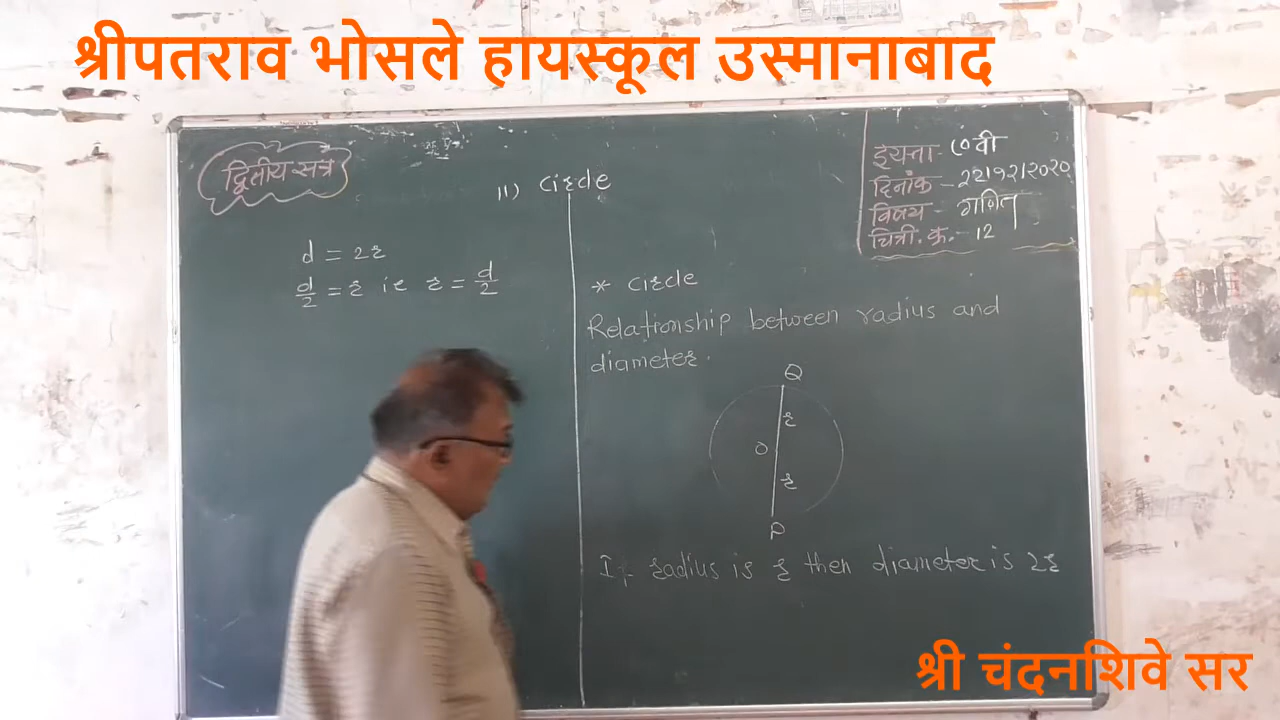 श्रीपतराव भोसले हायस्कूल उस्मानाबाद
द्वितीय सत्र
11) Circle
इयत्ता - ७ वी
दिनांक - २२।१२।२०२०
विषय - गणित
चित्री. क्र. - 12
d = 2r
d/2 = r ie r = d/2
* Circle
Relationship between radius and
diameter.
Q
r
O
r
P
If radius is r then diameter is 2r
श्री चंदनशिवे सर